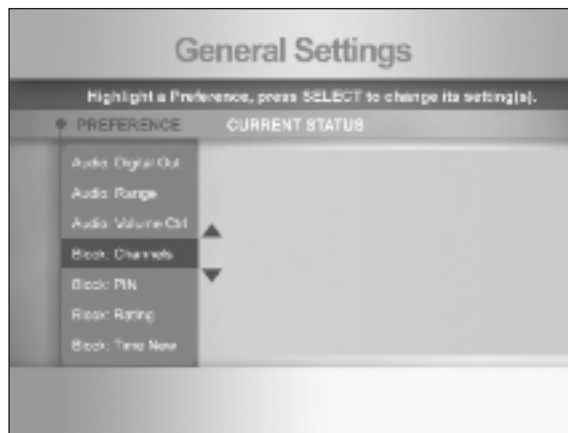 General Settings
Highlight a Preference, press SELECT to change its setting(s).
PREFERENCE CURRENT STATUS
Audio: Digital Out
Audio: Range
Audio: Volume Ctrl
Block: Channels
Block: PIN
Block: Rating
Block: Time New